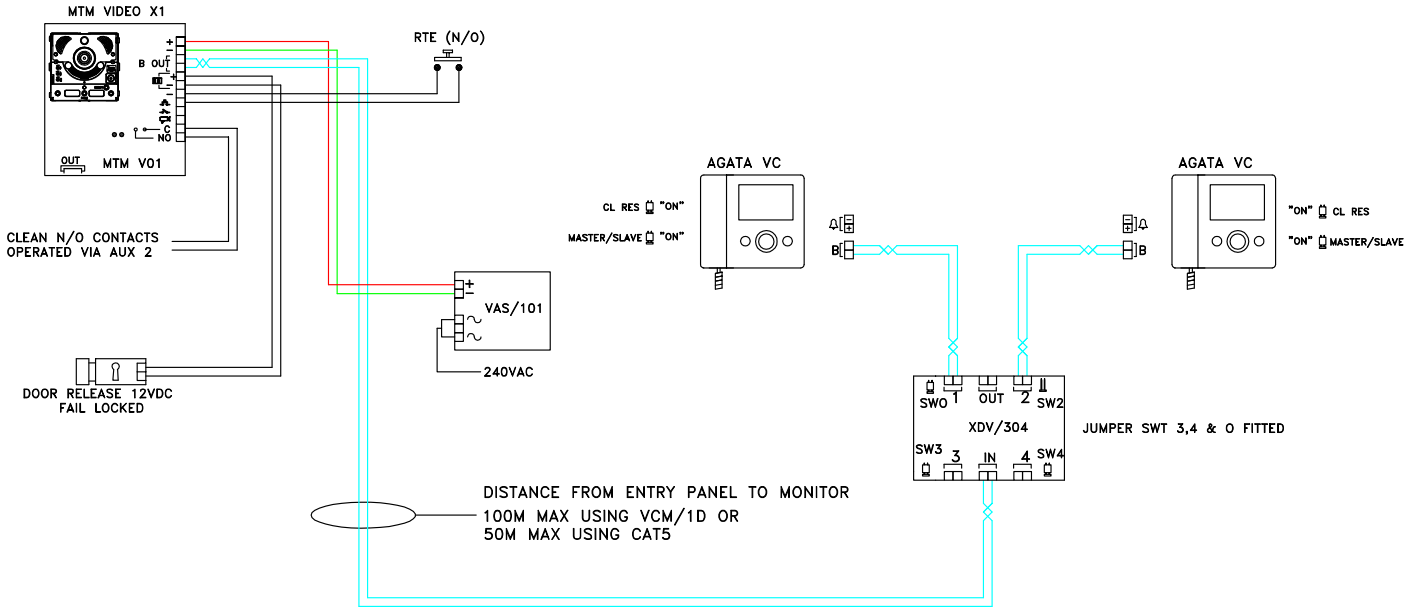 MTM VIDEO X1
+
−
B OUT
+
−
−
C
NO
OUT
MTM V01
RTE (N/O)
CLEAN N/O CONTACTS
OPERATED VIA AUX 2
DOOR RELEASE 12VDC
FAIL LOCKED
+
−
VAS/101
240VAC
AGATA VC
CL RES "ON"
MASTER/SLAVE "ON"
−
+
B
AGATA VC
"ON" CL RES
"ON" MASTER/SLAVE
−
+
B
SW0 1 OUT 2 SW2
XDV/304
SW3 3 IN 4 SW4
JUMPER SWT 3,4 & 0 FITTED
DISTANCE FROM ENTRY PANEL TO MONITOR
100M MAX USING VCM/1D OR
50M MAX USING CAT5